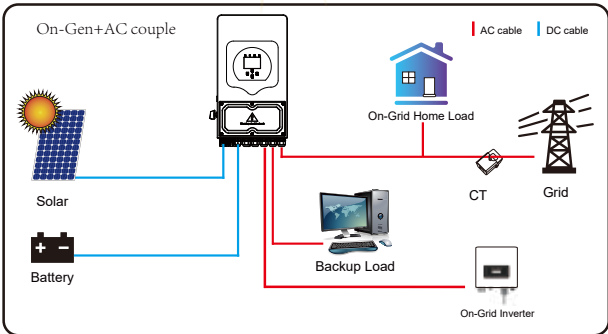 On-Gen+AC couple
AC cable
DC cable
On-Grid Home Load
CT
Grid
Solar
Backup Load
Battery
On-Grid Inverter